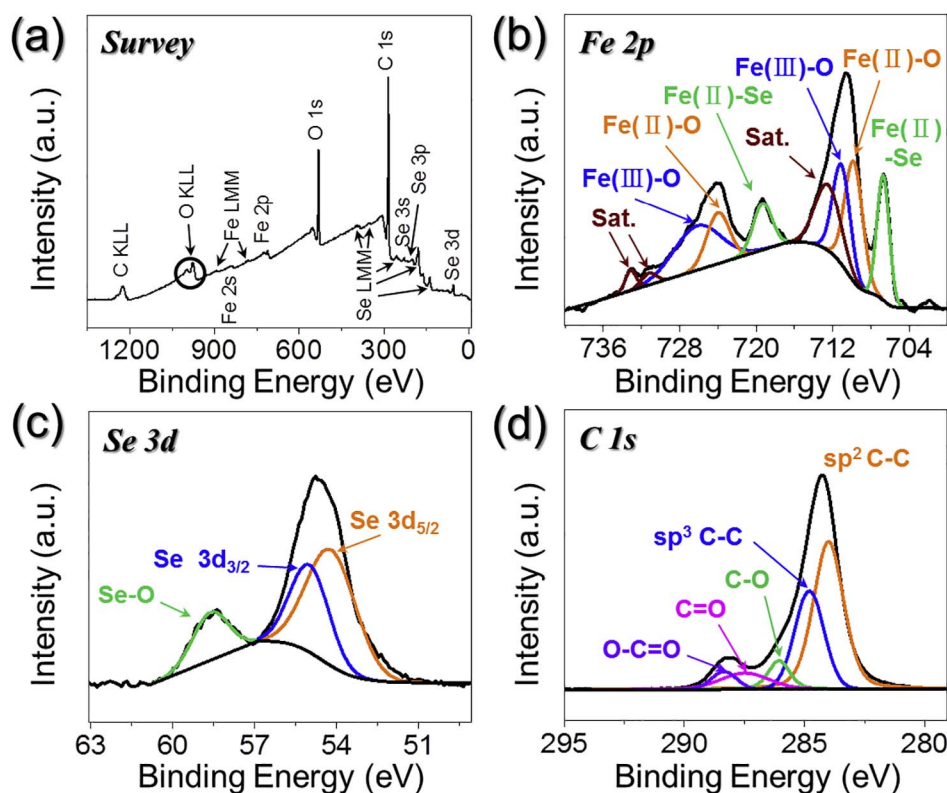 (a)
Survey
C KLL
O KLL
Fe LMM
Fe 2s
Fe 2p
O 1s
C 1s
Se LMM
Se 3s
Se 3p
Se 3d
Intensity (a.u.)
1200 900 600 300 0
Binding Energy (eV)
(b)
Fe 2p
Fe(Ⅲ)-O
Fe(Ⅱ)-O
Fe(Ⅱ)-Se
Fe(Ⅱ)
-Se
Fe(Ⅱ)-O
Sat.
Fe(Ⅲ)-O
Sat.
Intensity (a.u.)
736 728 720 712 704
Binding Energy (eV)
(c)
Se 3d
Se 3d5/2
Se 3d3/2
Se-O
Intensity (a.u.)
63 60 57 54 51
Binding Energy (eV)
(d)
C 1s
sp² C-C
sp³ C-C
C-O
C=O
O-C=O
Intensity (a.u.)
295 290 285 280
Binding Energy (eV)